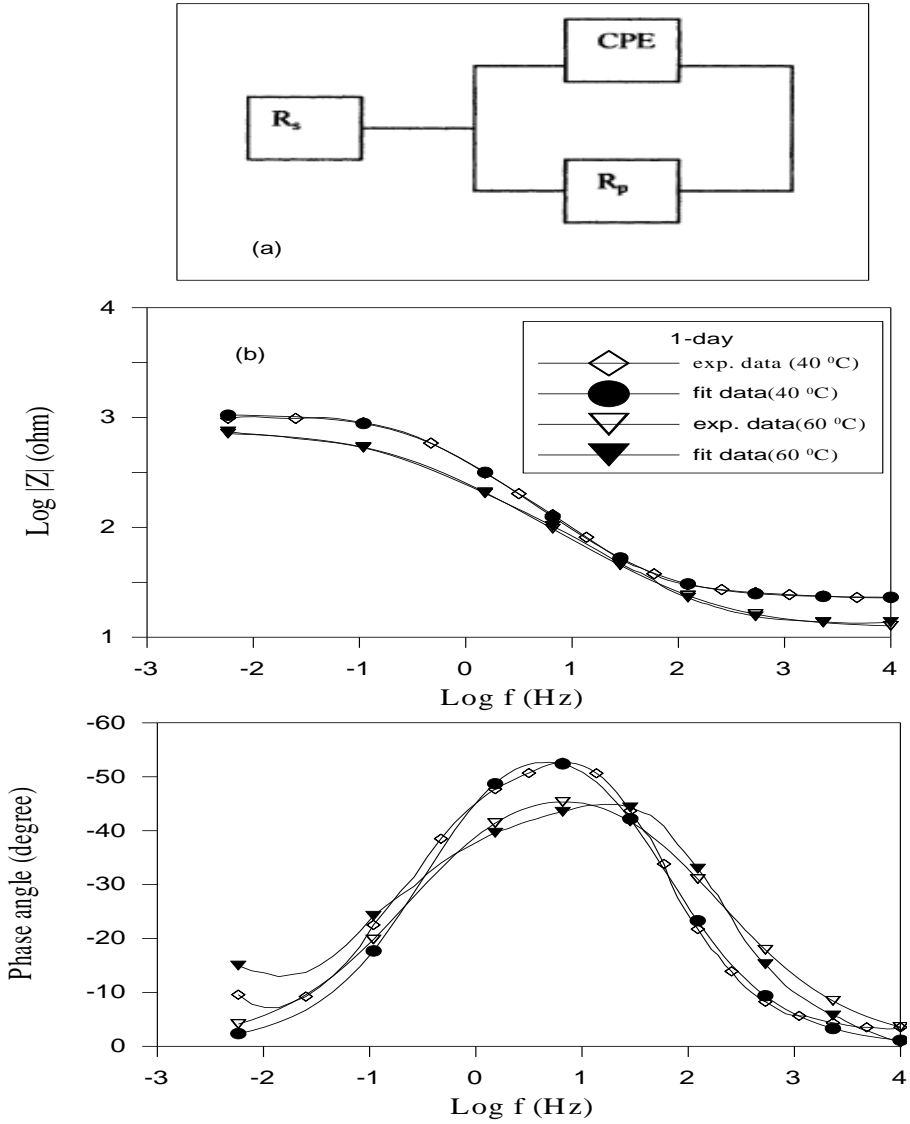 CPE
Rs
Rp
(a)
4
3
2
1
Log |Z| (ohm)
(b)
1-day
exp. data (40 ⁰C)
fit data(40 ⁰C)
exp. data(60 ⁰C)
fit data(60 ⁰C)
-3 -2 -1 0 1 2 3 4
Log f (Hz)
-60
-50
-40
-30
-20
-10
0
Phase angle (degree)
-3 -2 -1 0 1 2 3 4
Log f (Hz)